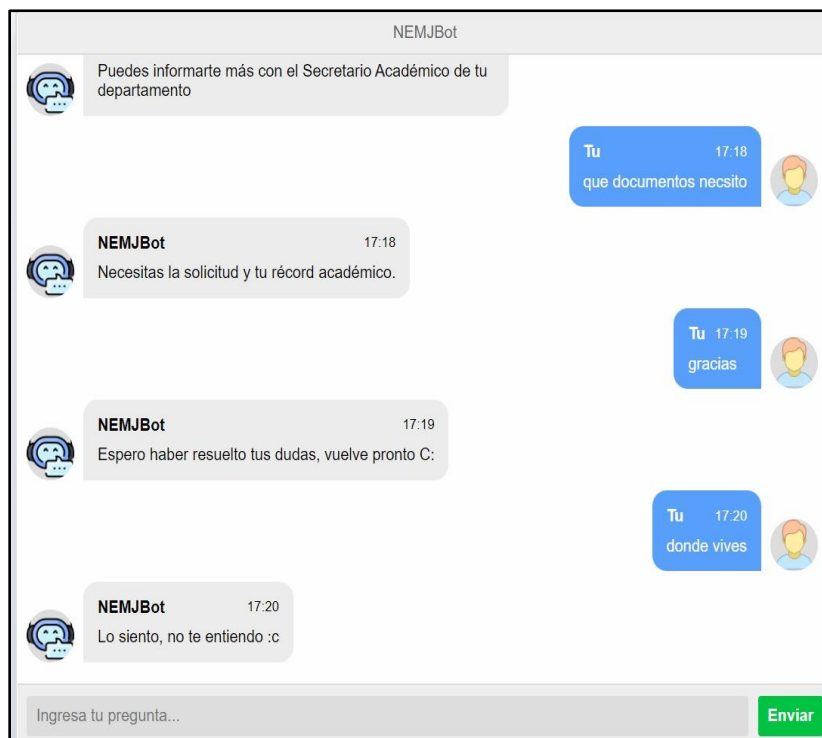 NEMJBot
Puedes informarte más con el Secretario Académico de tu
departamento
Tu 17:18
que documentos necsito
NEMJBot 17:18
Necesitas la solicitud y tu récord académico.
Tu 17:19
gracias
NEMJBot 17:19
Espero haber resuelto tus dudas, vuelve pronto C:
Tu 17:20
donde vives
NEMJBot 17:20
Lo siento, no te entiendo :c
Ingresa tu pregunta...
Enviar